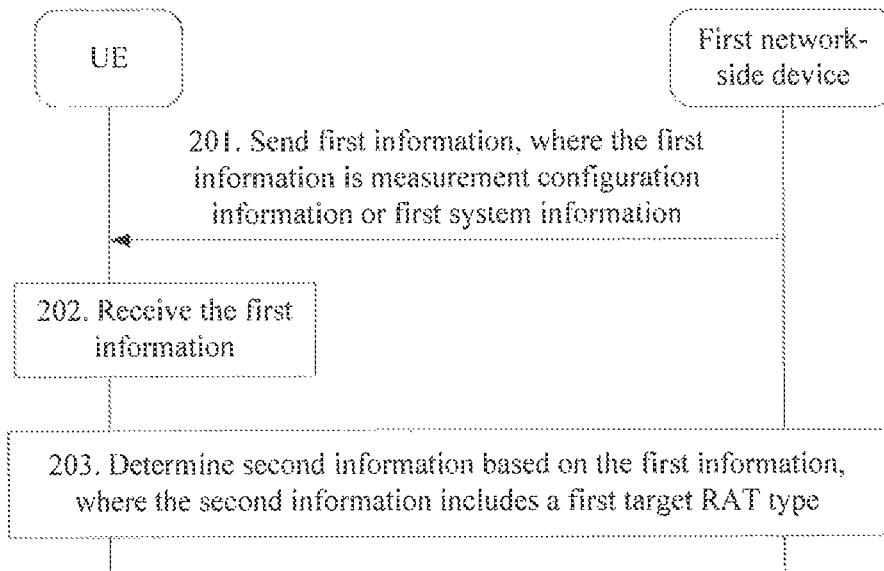 UE
First network-
side device
201. Send first information, where the first
information is measurement configuration
information or first system information
202. Receive the first
information
203. Determine second information based on the first information,
where the second information includes a first target RAT type